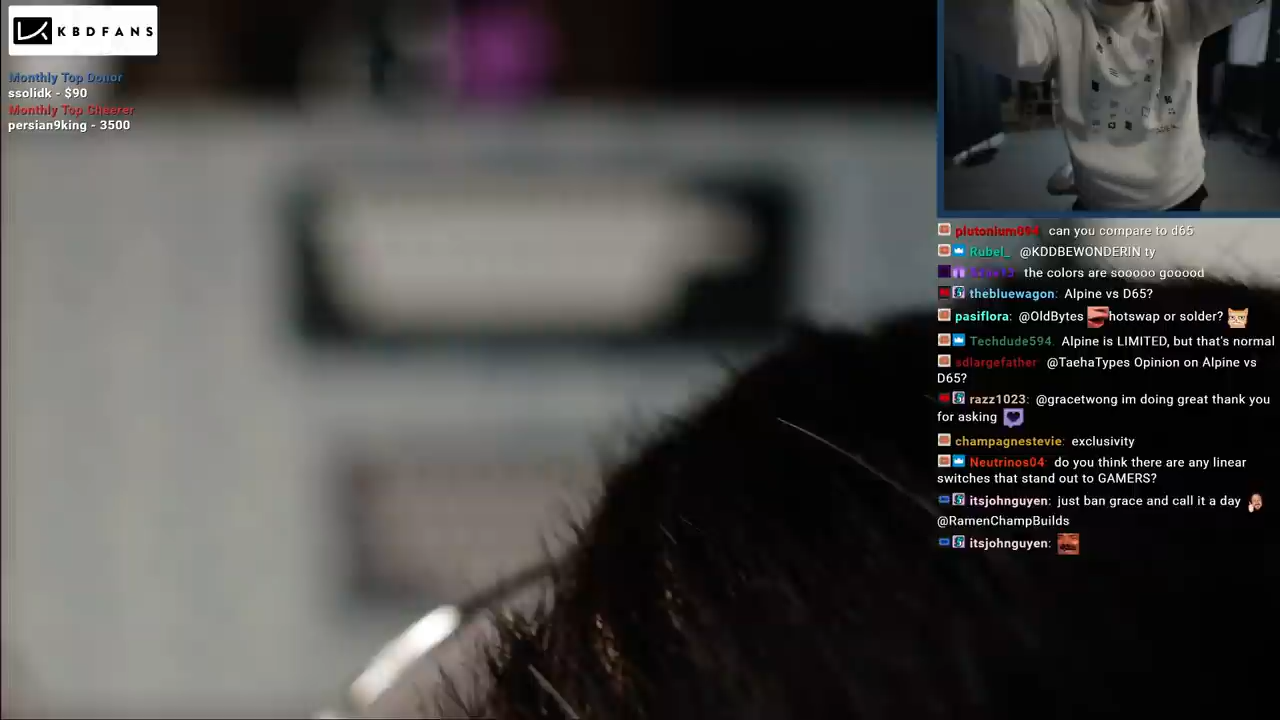 KBDFANS
Monthly Top Donor
ssolidk - $90
Monthly Top Cheerer
persian9king - 3500
can you compare to d65
Rubel_ @KDDBEWONDERIN ty
the colors are sooooo gooood
thebluewagon: Alpine vs D65?
pasiflora: @OldBytes hotswap or solder?
Techdude594: Alpine is LIMITED, but that's normal
sdlargefather @TaehaTypes Opinion on Alpine vs
D65?
razz1023: @gracetwong im doing great thank you
for asking
champagnestevie: exclusivity
Neutrinos04: do you think there are any linear
switches that stand out to GAMERS?
itsjohnguyen: just ban grace and call it a day
@RamenChampBuilds
itsjohnguyen: